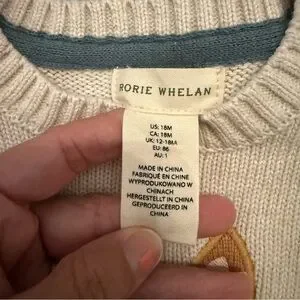 RORIE WHELAN
US: 18M
CA: 18M
UK: 12-18M
EU: 86
AU: 1
MADE IN CHINA
FABRIQUÉ EN CHINE
WYPRODUKOWANO W
CHINACH
HERGESTELLT IN CHINA
GEPRODUCEERD IN
CHINA